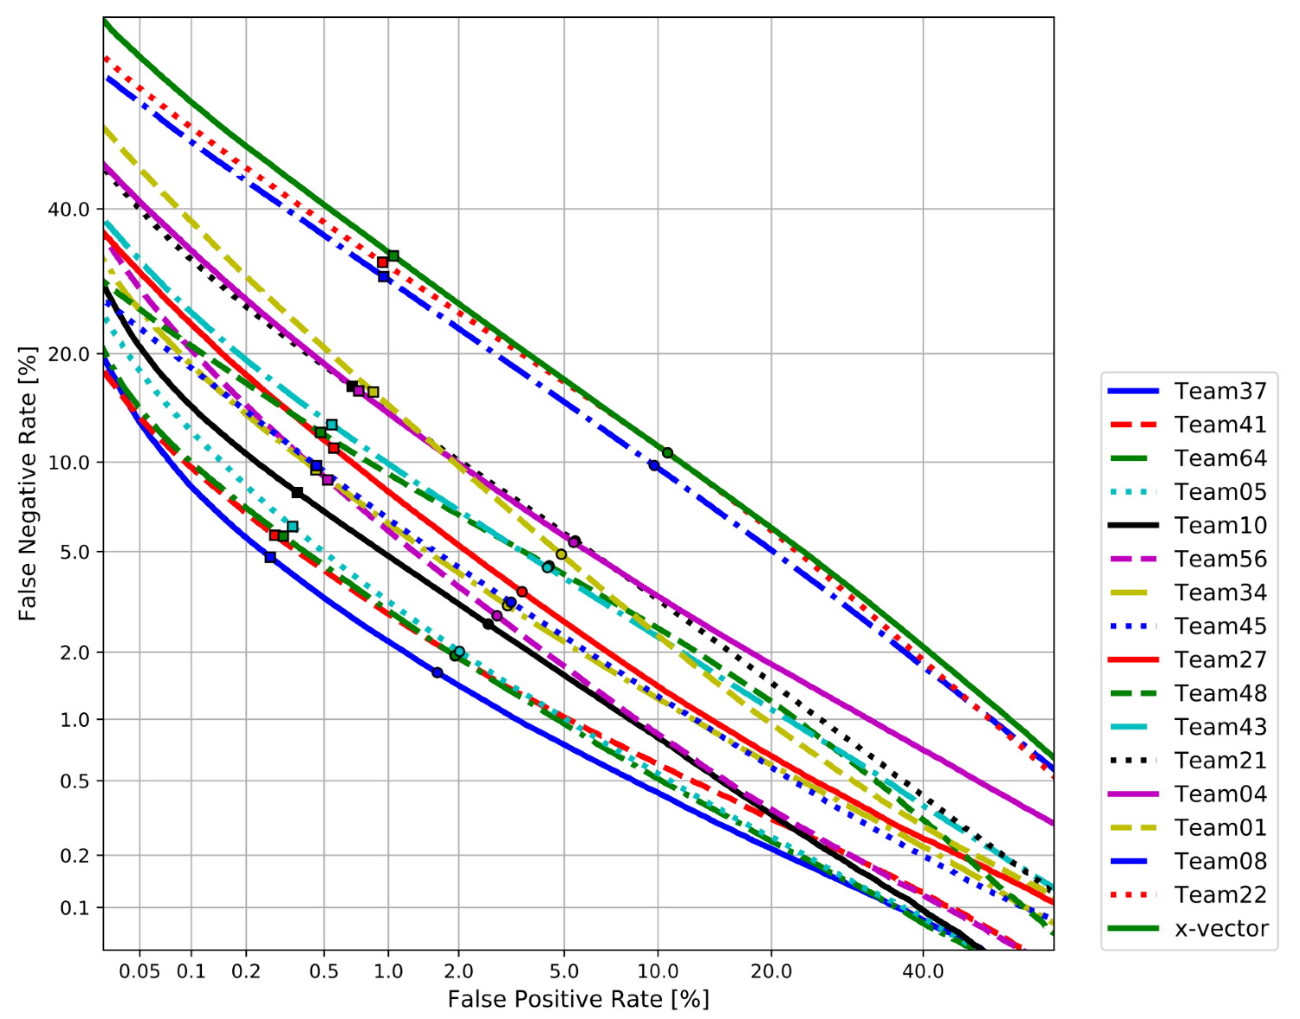 False Negative Rate [%]
40.0
20.0
10.0
5.0
2.0
1.0
0.5
0.2
0.1
0.05 0.1 0.2 0.5 1.0 2.0 5.0 10.0 20.0 40.0
False Positive Rate [%]
Team37
Team41
Team64
Team05
Team10
Team56
Team34
Team45
Team27
Team48
Team43
Team21
Team04
Team01
Team08
Team22
x-vector